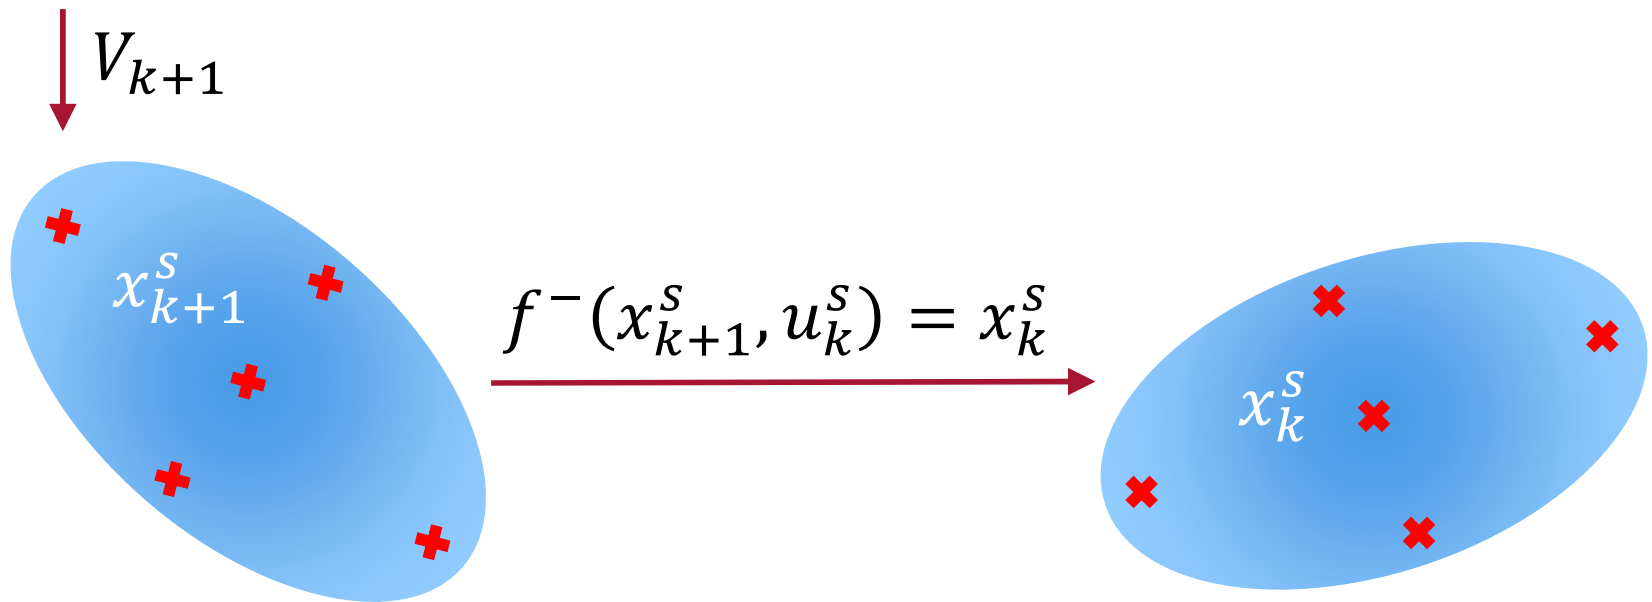 V_{k+1}
x^s_{k+1}
f^-(x^s_{k+1}, u^s_k) = x^s_k
x^s_k